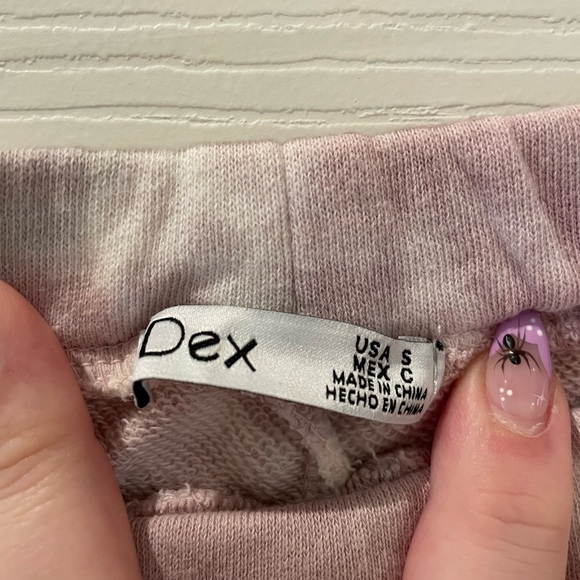 Dex
USA S
MEX C
MADE IN CHINA
HECHO EN CHINA